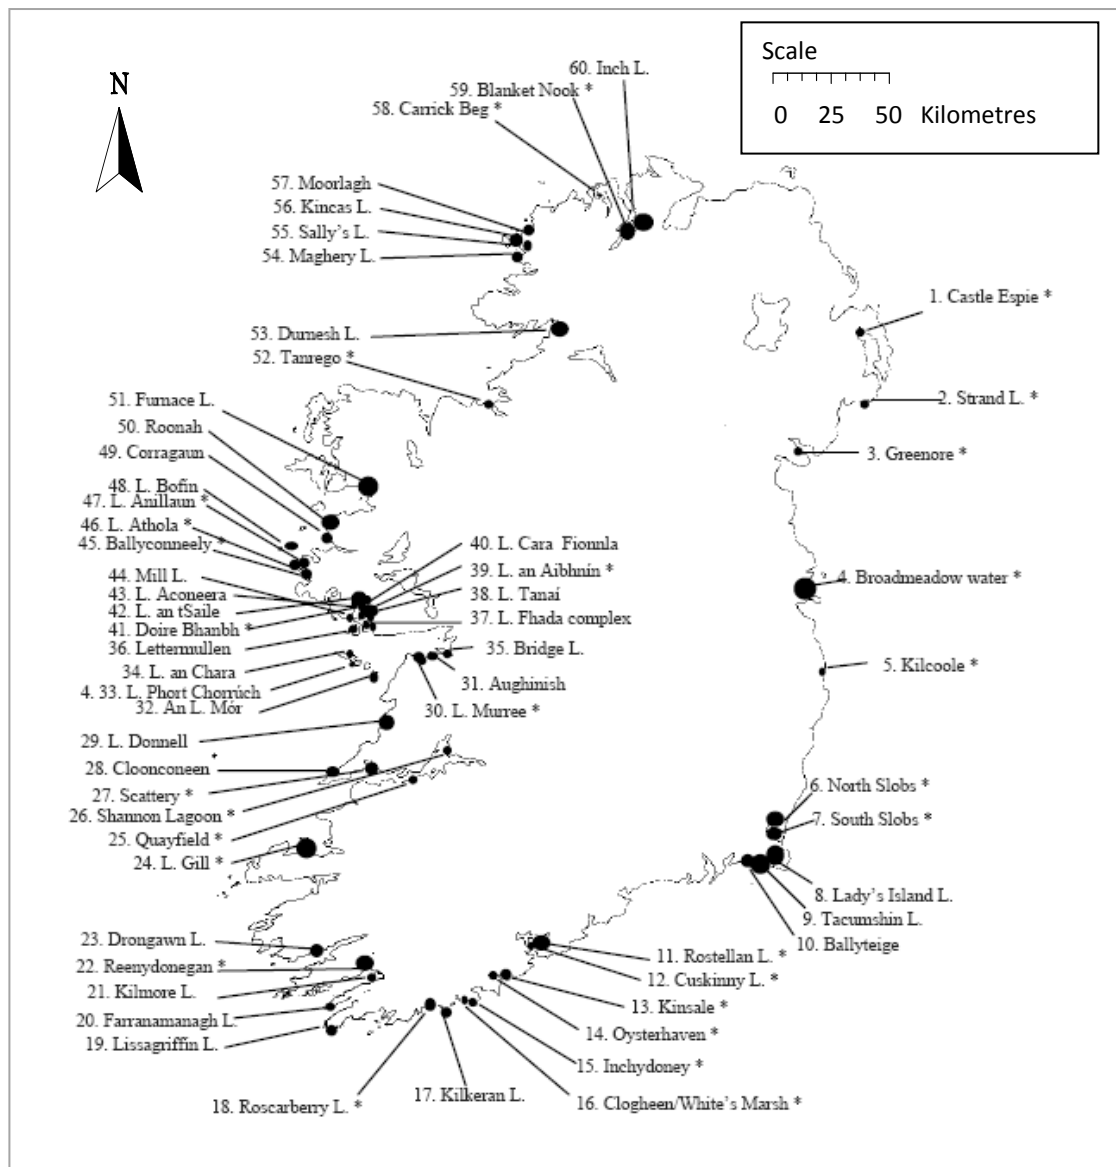 Scale
0 25 50 Kilometres
N
60. Inch L.
59. Blanket Nook *
58. Carrick Beg *
57. Moorlagh
56. Kincas L.
55. Sally's L.
54. Maghery L.
1. Castle Espie *
53. Durnesh L.
52. Tanrego *
2. Strand L. *
51. Furnace L.
50. Roonah
49. Corragaun
3. Greenore *
48. L. Bofin
47. L. Anillaun *
46. L. Athola *
45. Ballyconneely *
44. Mill L.
43. L. Aconeera
42. L. an tSaile
41. Doire Bhanbh *
36. Lettermullen
34. L. an Chara
4. 33. L. Phort Chorrúch
32. An L. Mór
40. L. Cara Fionnla
39. L. an Aibhnín *
38. L. Tanaí
37. L. Fhada complex
35. Bridge L.
31. Aughinish
30. L. Murree *
4. Broadmeadow water *
5. Kilcoole *
29. L. Donnell
28. Cloonconeen
27. Scattery *
26. Shannon Lagoon *
25. Quayfield *
24. L. Gill *
6. North Slobs *
7. South Slobs *
8. Lady's Island L.
9. Tacumshin L.
10. Ballyteige
23. Drongawn L.
22. Reenydonegan *
21. Kilmore L.
20. Farranamanagh L.
19. Lissagriffin L.
11. Rostellan L. *
12. Cuskinny L. *
13. Kinsale *
14. Oysterhaven *
15. Inchydoney *
16. Clogheen/White's Marsh *
17. Kilkeran L.
18. Roscarberry L. *